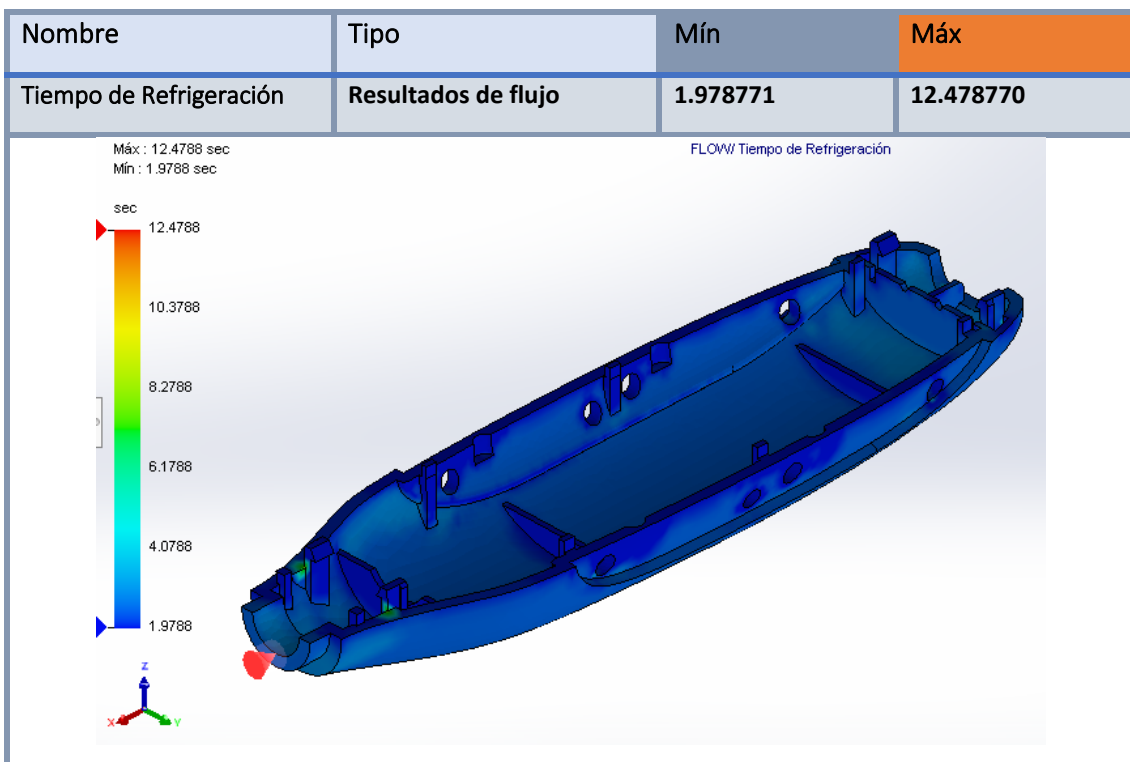 Nombre Tipo Mín Máx
Tiempo de Refrigeración Resultados de flujo 1.978771 12.478770
Máx : 12.4788 sec
Mín : 1.9788 sec
FLOW/ Tiempo de Refrigeración
sec
12.4788
10.3788
8.2788
6.1788
4.0788
1.9788
Z
X Y